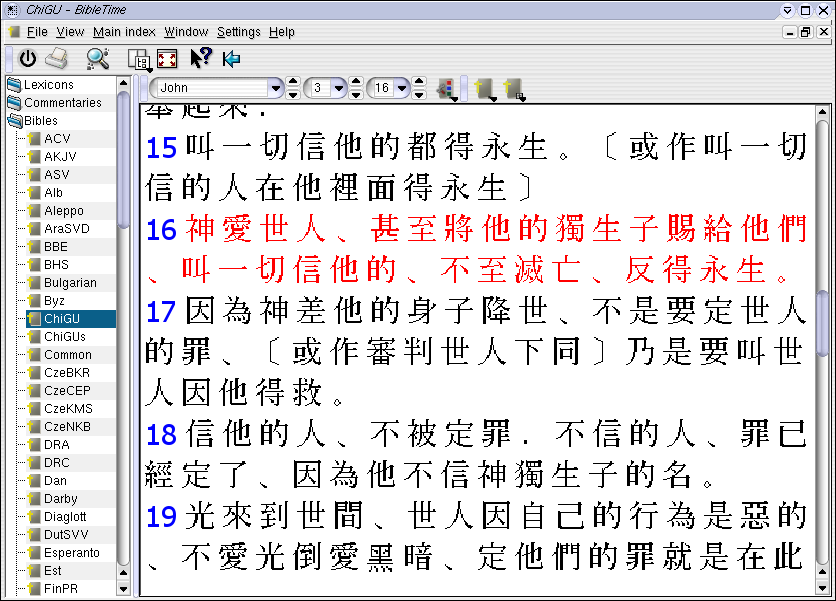 ChiGU - BibleTime
File View Main index Window Settings Help
Lexicons
Commentaries
Bibles
ACV
AKJV
ASV
Alb
Aleppo
AraSVD
BBE
BHS
Bulgarian
Byz
ChiGU
ChiGUs
Common
CzeBKR
CzeCEP
CzeKMS
CzeNKB
DRA
DRC
Dan
Darby
Diaglott
DutSVV
Esperanto
Est
FinPR
John 3 16
舉起來．
15 叫一切信他的都得永生。〔或作叫一切
信的人在他裡面得永生〕
16 神愛世人、甚至將他的獨生子賜給他們
、叫一切信他的、不至滅亡、反得永生。
17 因為神差他的身子降世、不是要定世人
的罪、〔或作審判世人下同〕乃是要叫世
人因他得救。
18 信他的人、不被定罪．不信的人、罪已
經定了、因為他不信神獨生子的名。
19 光來到世間、世人因自己的行為是惡的
、不愛光倒愛黑暗、定他們的罪就是在此